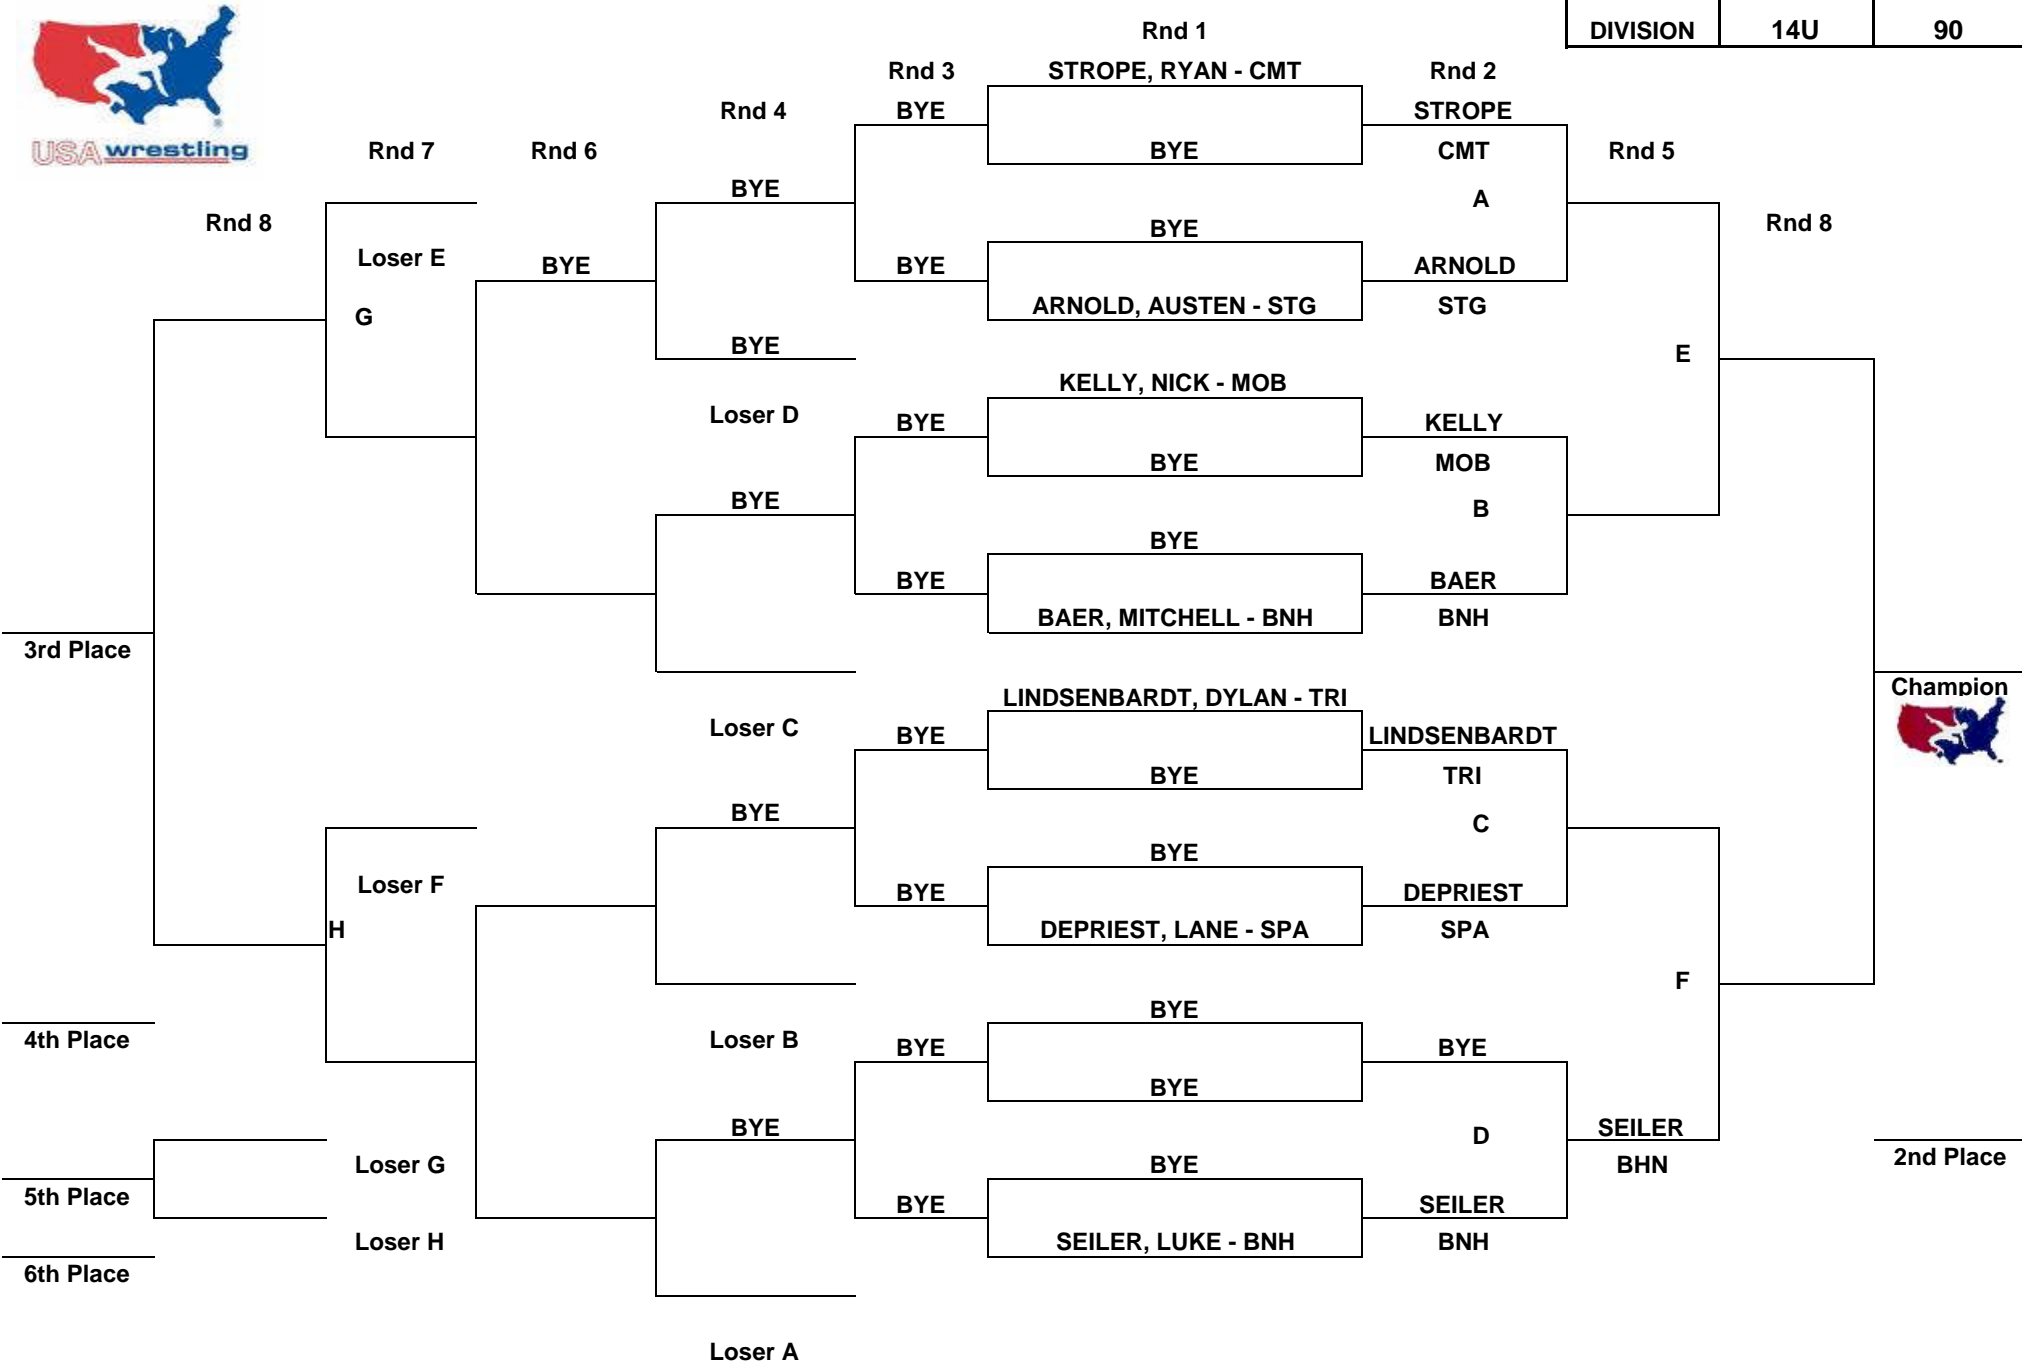 Rnd 1
DIVISION 14U 90
Rnd 3 STROPE, RYAN - CMT Rnd 2
Rnd 4 BYE STROPE
USA wrestling
Rnd 7 Rnd 6 BYE CMT Rnd 5
BYE A
Rnd 8 BYE Rnd 8
Loser E BYE BYE ARNOLD
G ARNOLD, AUSTEN - STG STG
BYE E
KELLY, NICK - MOB
Loser D BYE KELLY
BYE MOB
BYE B
BYE
BYE BAER
BAER, MITCHELL - BNH BNH
3rd Place
LINDSENBARDT, DYLAN - TRI Champion
Loser C BYE LINDSENBARDT
BYE TRI
BYE C
BYE
Loser F BYE DEPRIEST
H DEPRIEST, LANE - SPA SPA
F
BYE
4th Place Loser B BYE BYE
BYE
BYE D SEILER
Loser G BYE BHN 2nd Place
5th Place BYE SEILER
Loser H SEILER, LUKE - BNH BNH
6th Place
Loser A